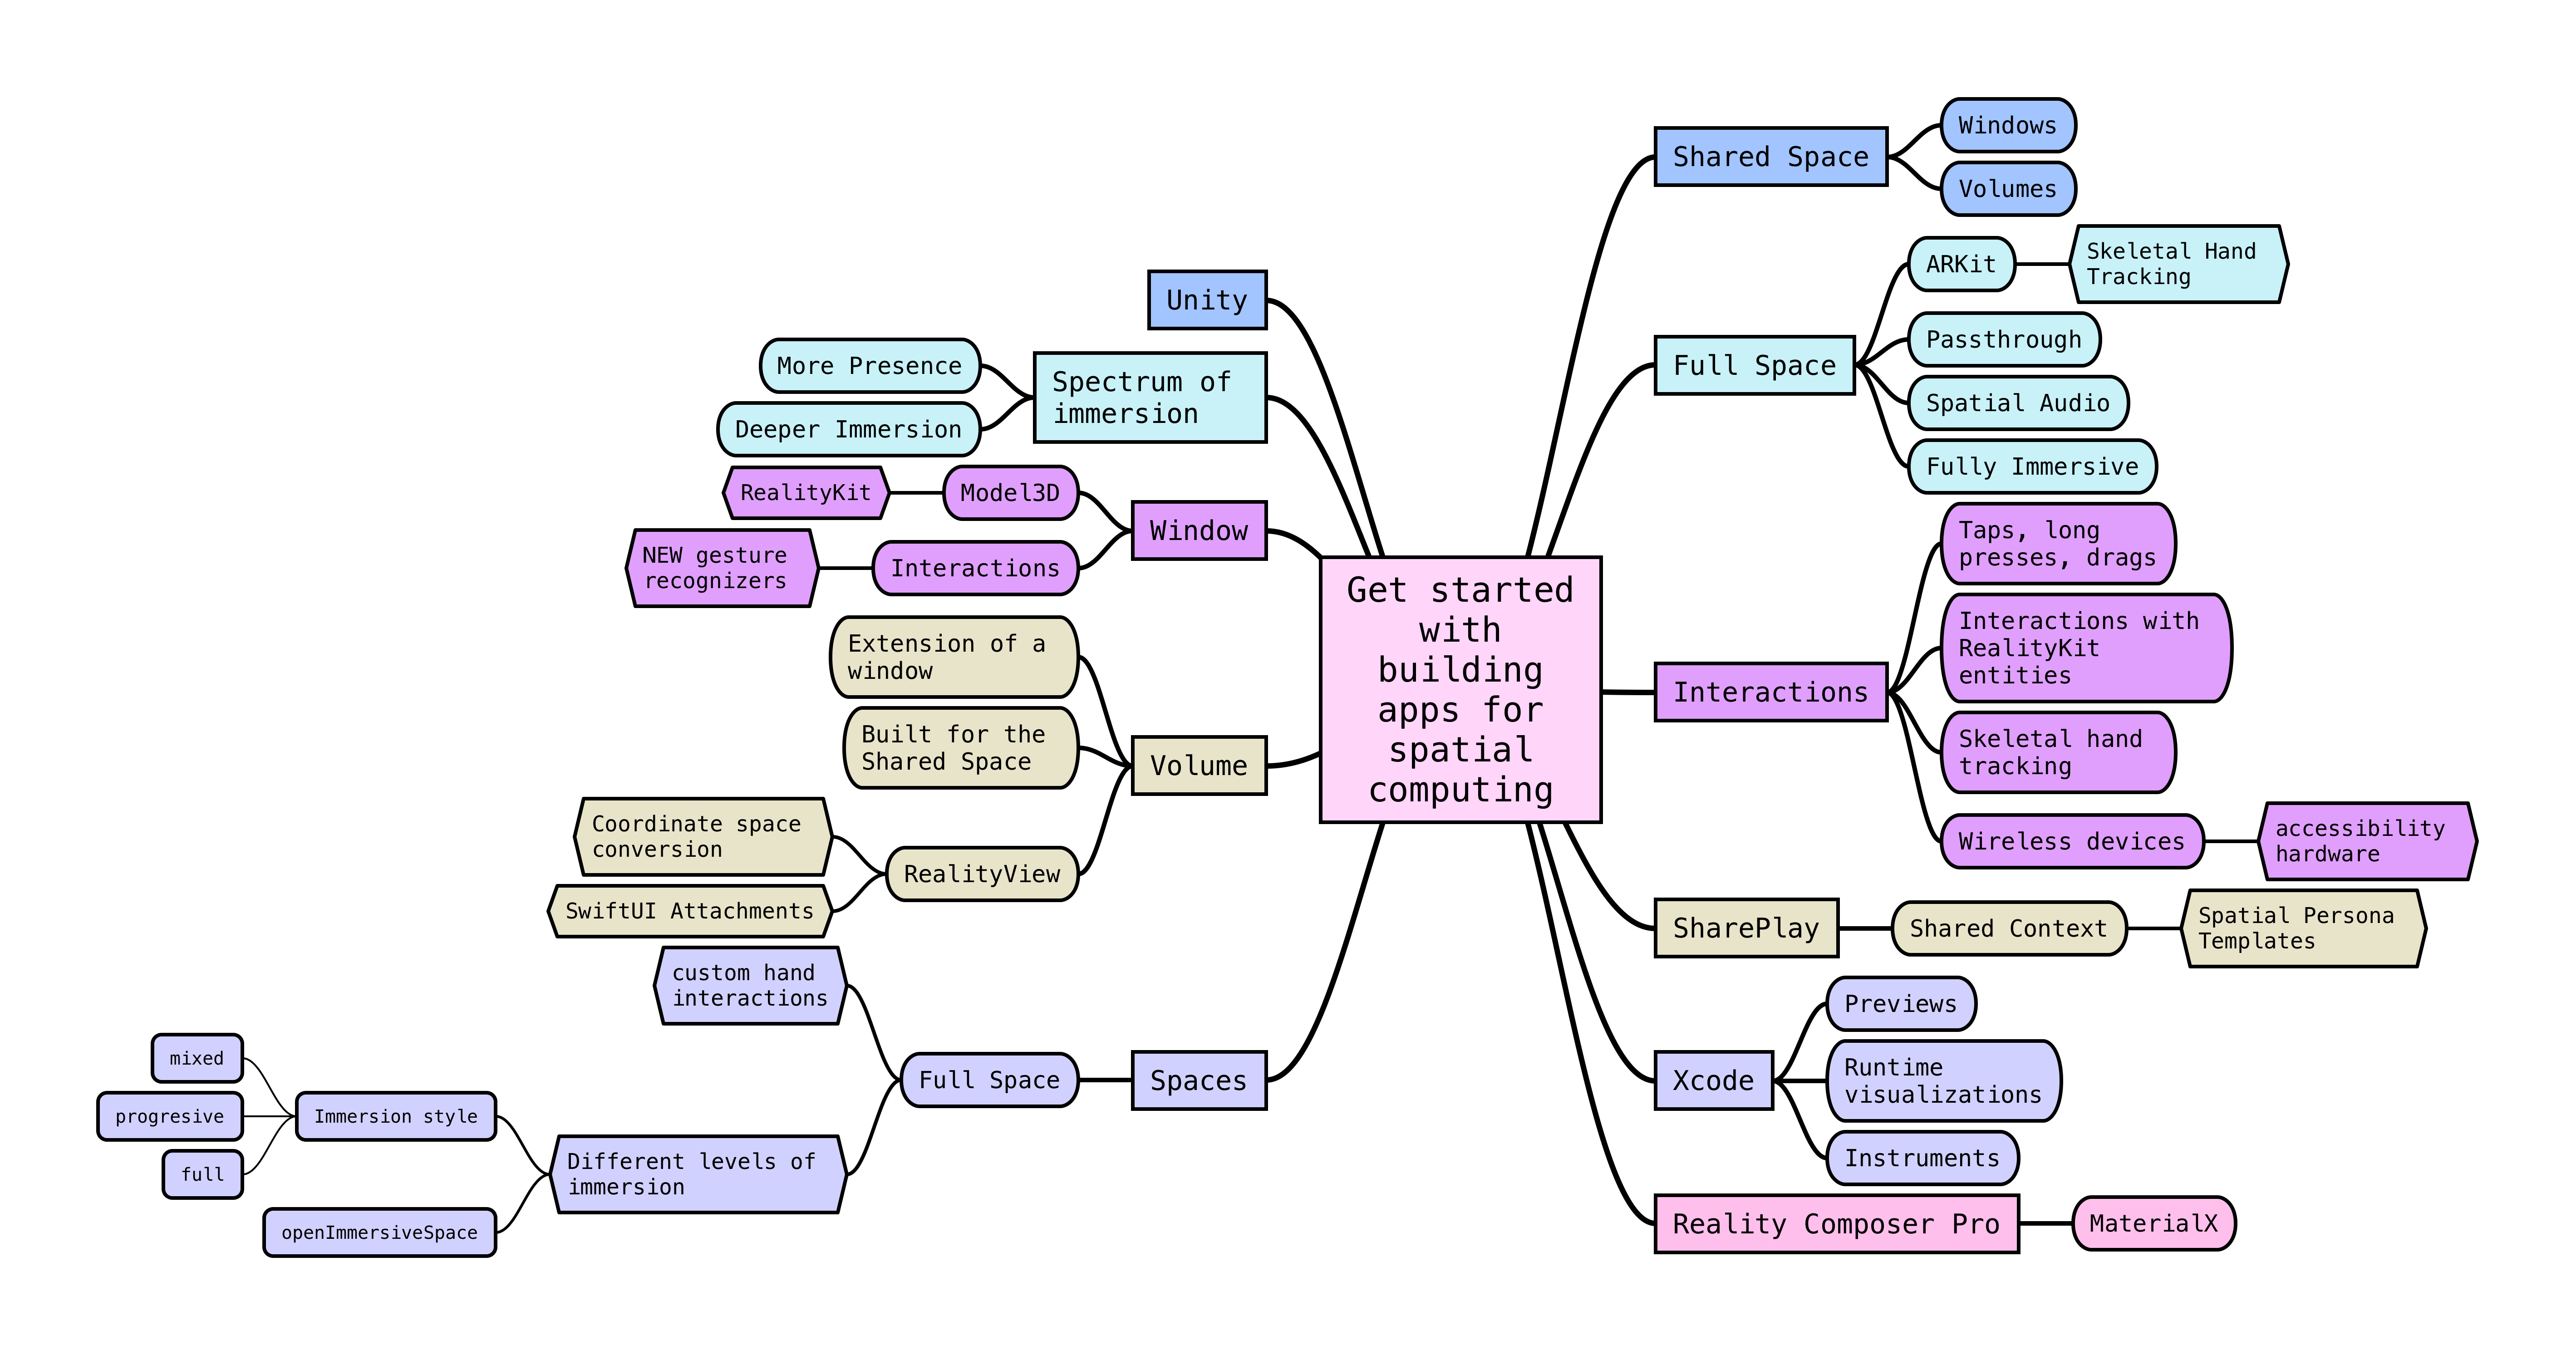 Get started
with
building
apps for
spatial
computing
Shared Space
Windows
Volumes
Full Space
ARKit
Skeletal Hand
Tracking
Passthrough
Spatial Audio
Fully Immersive
Interactions
Taps, long
presses, drags
Interactions with
RealityKit
entities
Skeletal hand
tracking
Wireless devices
accessibility
hardware
SharePlay
Shared Context
Spatial Persona
Templates
Xcode
Previews
Runtime
visualizations
Instruments
Reality Composer Pro
MaterialX
Unity
Spectrum of
immersion
More Presence
Deeper Immersion
Window
Model3D
RealityKit
Interactions
NEW gesture
recognizers
Volume
Extension of a
window
Built for the
Shared Space
RealityView
Coordinate space
conversion
SwiftUI Attachments
Spaces
Full Space
custom hand
interactions
Different levels of
immersion
Immersion style
mixed
progresive
full
openImmersiveSpace